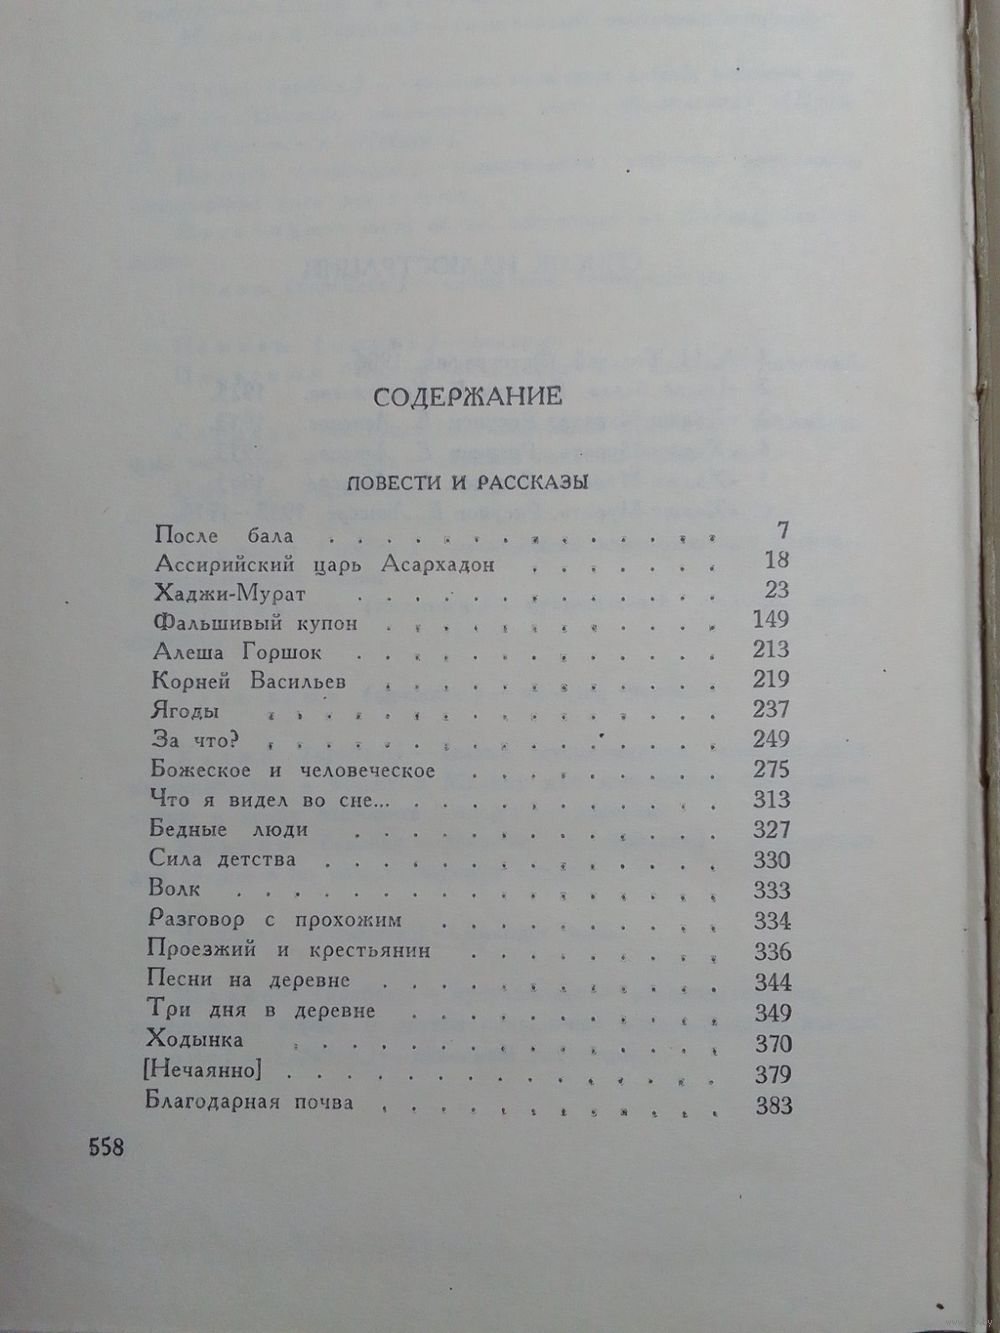 СОДЕРЖАНИЕ
ПОВЕСТИ И РАССКАЗЫ
После бала . . . . . . . . . . . . . . 7
Ассирийский царь Асархадон . . . . . . . 18
Хаджи-Мурат . . . . . . . . . . . . . 23
Фальшивый купон . . . . . . . . . . . . 149
Алеша Горшок . . . . . . . . . . . . . 213
Корней Васильев . . . . . . . . . . . . 219
Ягоды . . . . . . . . . . . . . . . . 237
За что? . . . . . . . . . . . . . . . . 249
Божеское и человеческое . . . . . . . . . 275
Что я видел во сне... . . . . . . . . . . . . 313
Бедные люди . . . . . . . . . . . . . 327
Сила детства . . . . . . . . . . . . . . 330
Волк . . . . . . . . . . . . . . . . . 333
Разговор с прохожим . . . . . . . . . . 334
Проезжий и крестьянин . . . . . . . . . 336
Песни на деревне . . . . . . . . . . . . 344
Три дня в деревне . . . . . . . . . . . 349
Ходынка . . . . . . . . . . . . . . . 370
[Нечаянно] . . . . . . . . . . . . . . . 379
Благодарная почва . . . . . . . . . . . . 383
558